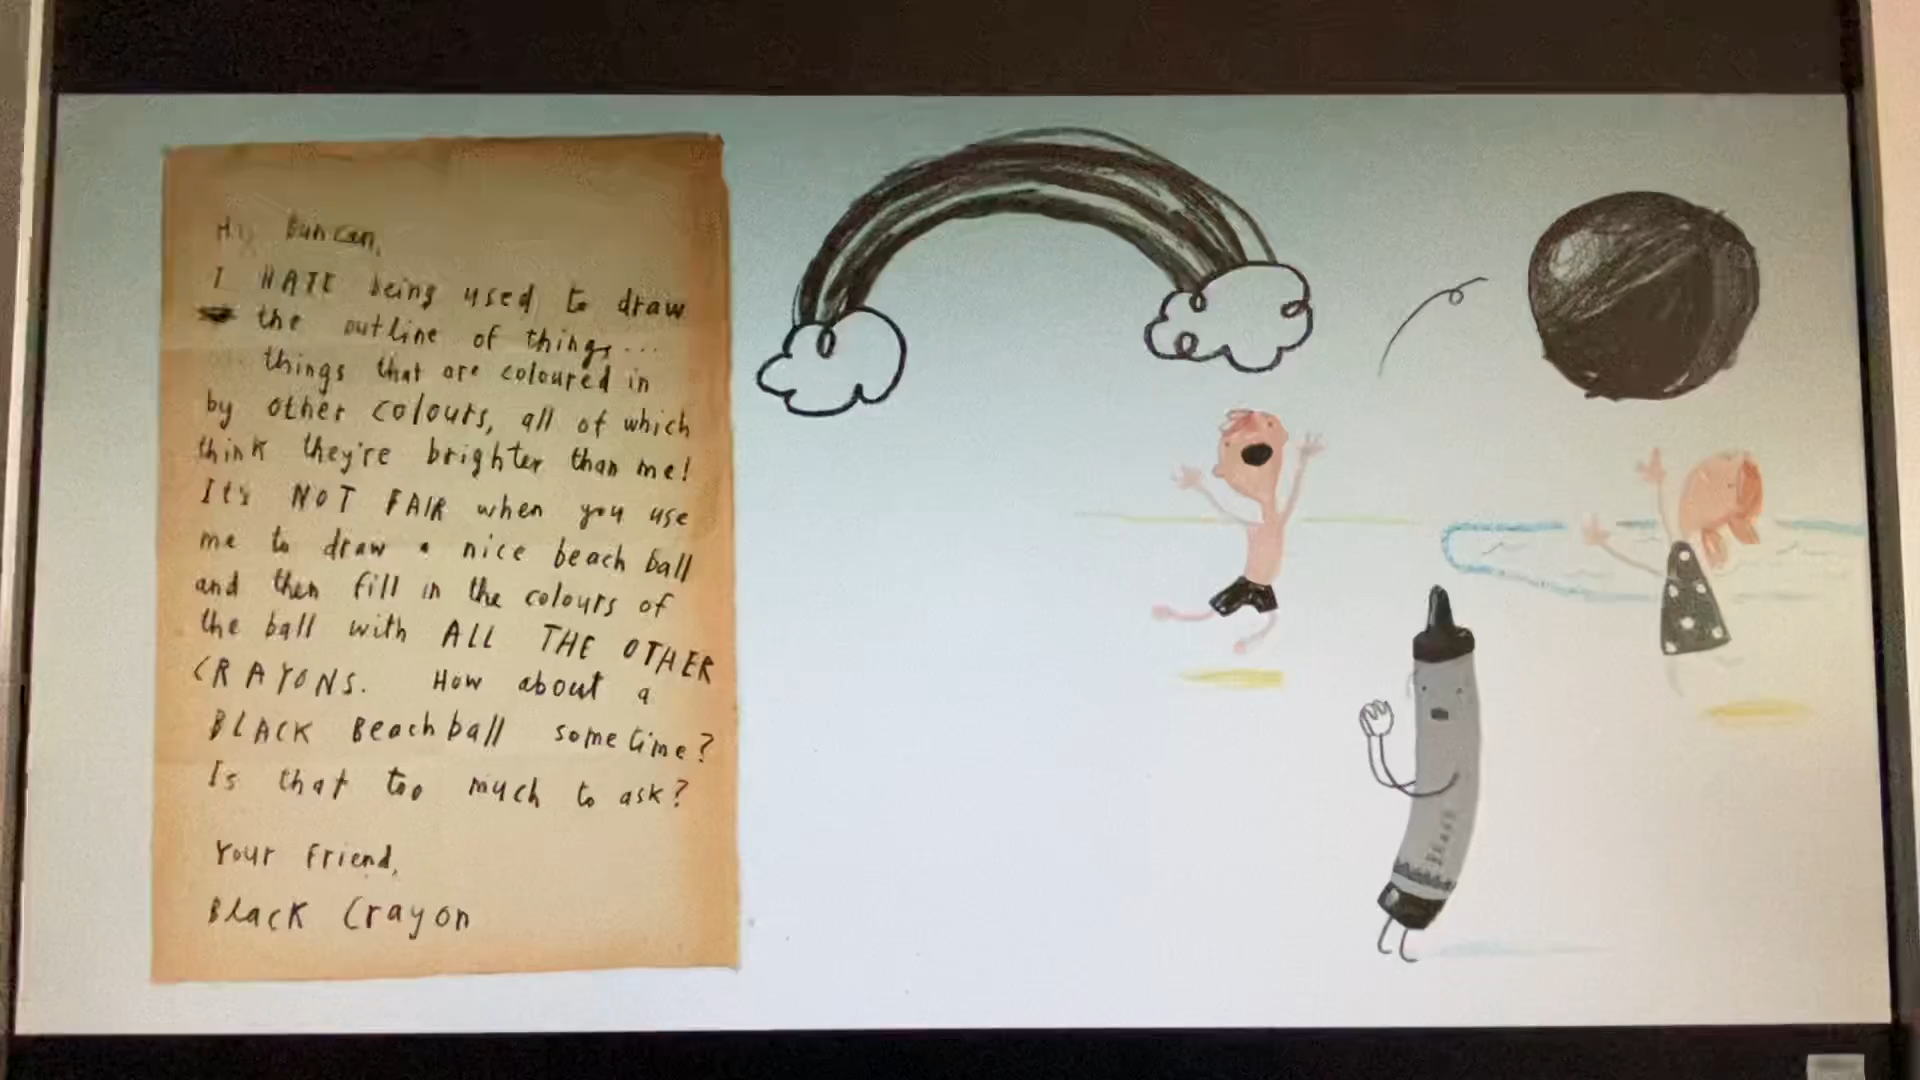 Hi Duncan,
I HATE being used to draw
the outline of things...
things that are coloured in
by other colours, all of which
think they're brighter than me!
It's NOT FAIR when you use
me to draw a nice beach ball
and then fill in the colours of
the ball with ALL THE OTHER
CRAYONS. How about a
BLACK Beach ball sometime?
Is that too much to ask?
Your Friend,
Black Crayon
Black